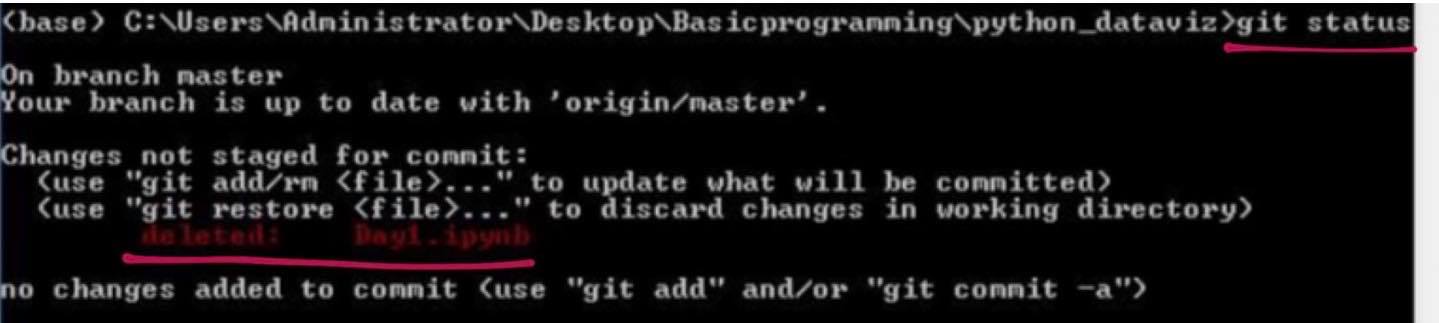 (base) C:\Users\Administrator\Desktop\Basicprogramming\python_dataviz>git status
On branch master
Your branch is up to date with 'origin/master'.
Changes not staged for commit:
(use "git add/rm <file>..." to update what will be committed)
(use "git restore <file>..." to discard changes in working directory)
deleted: Day1.ipynb
no changes added to commit (use "git add" and/or "git commit -a")